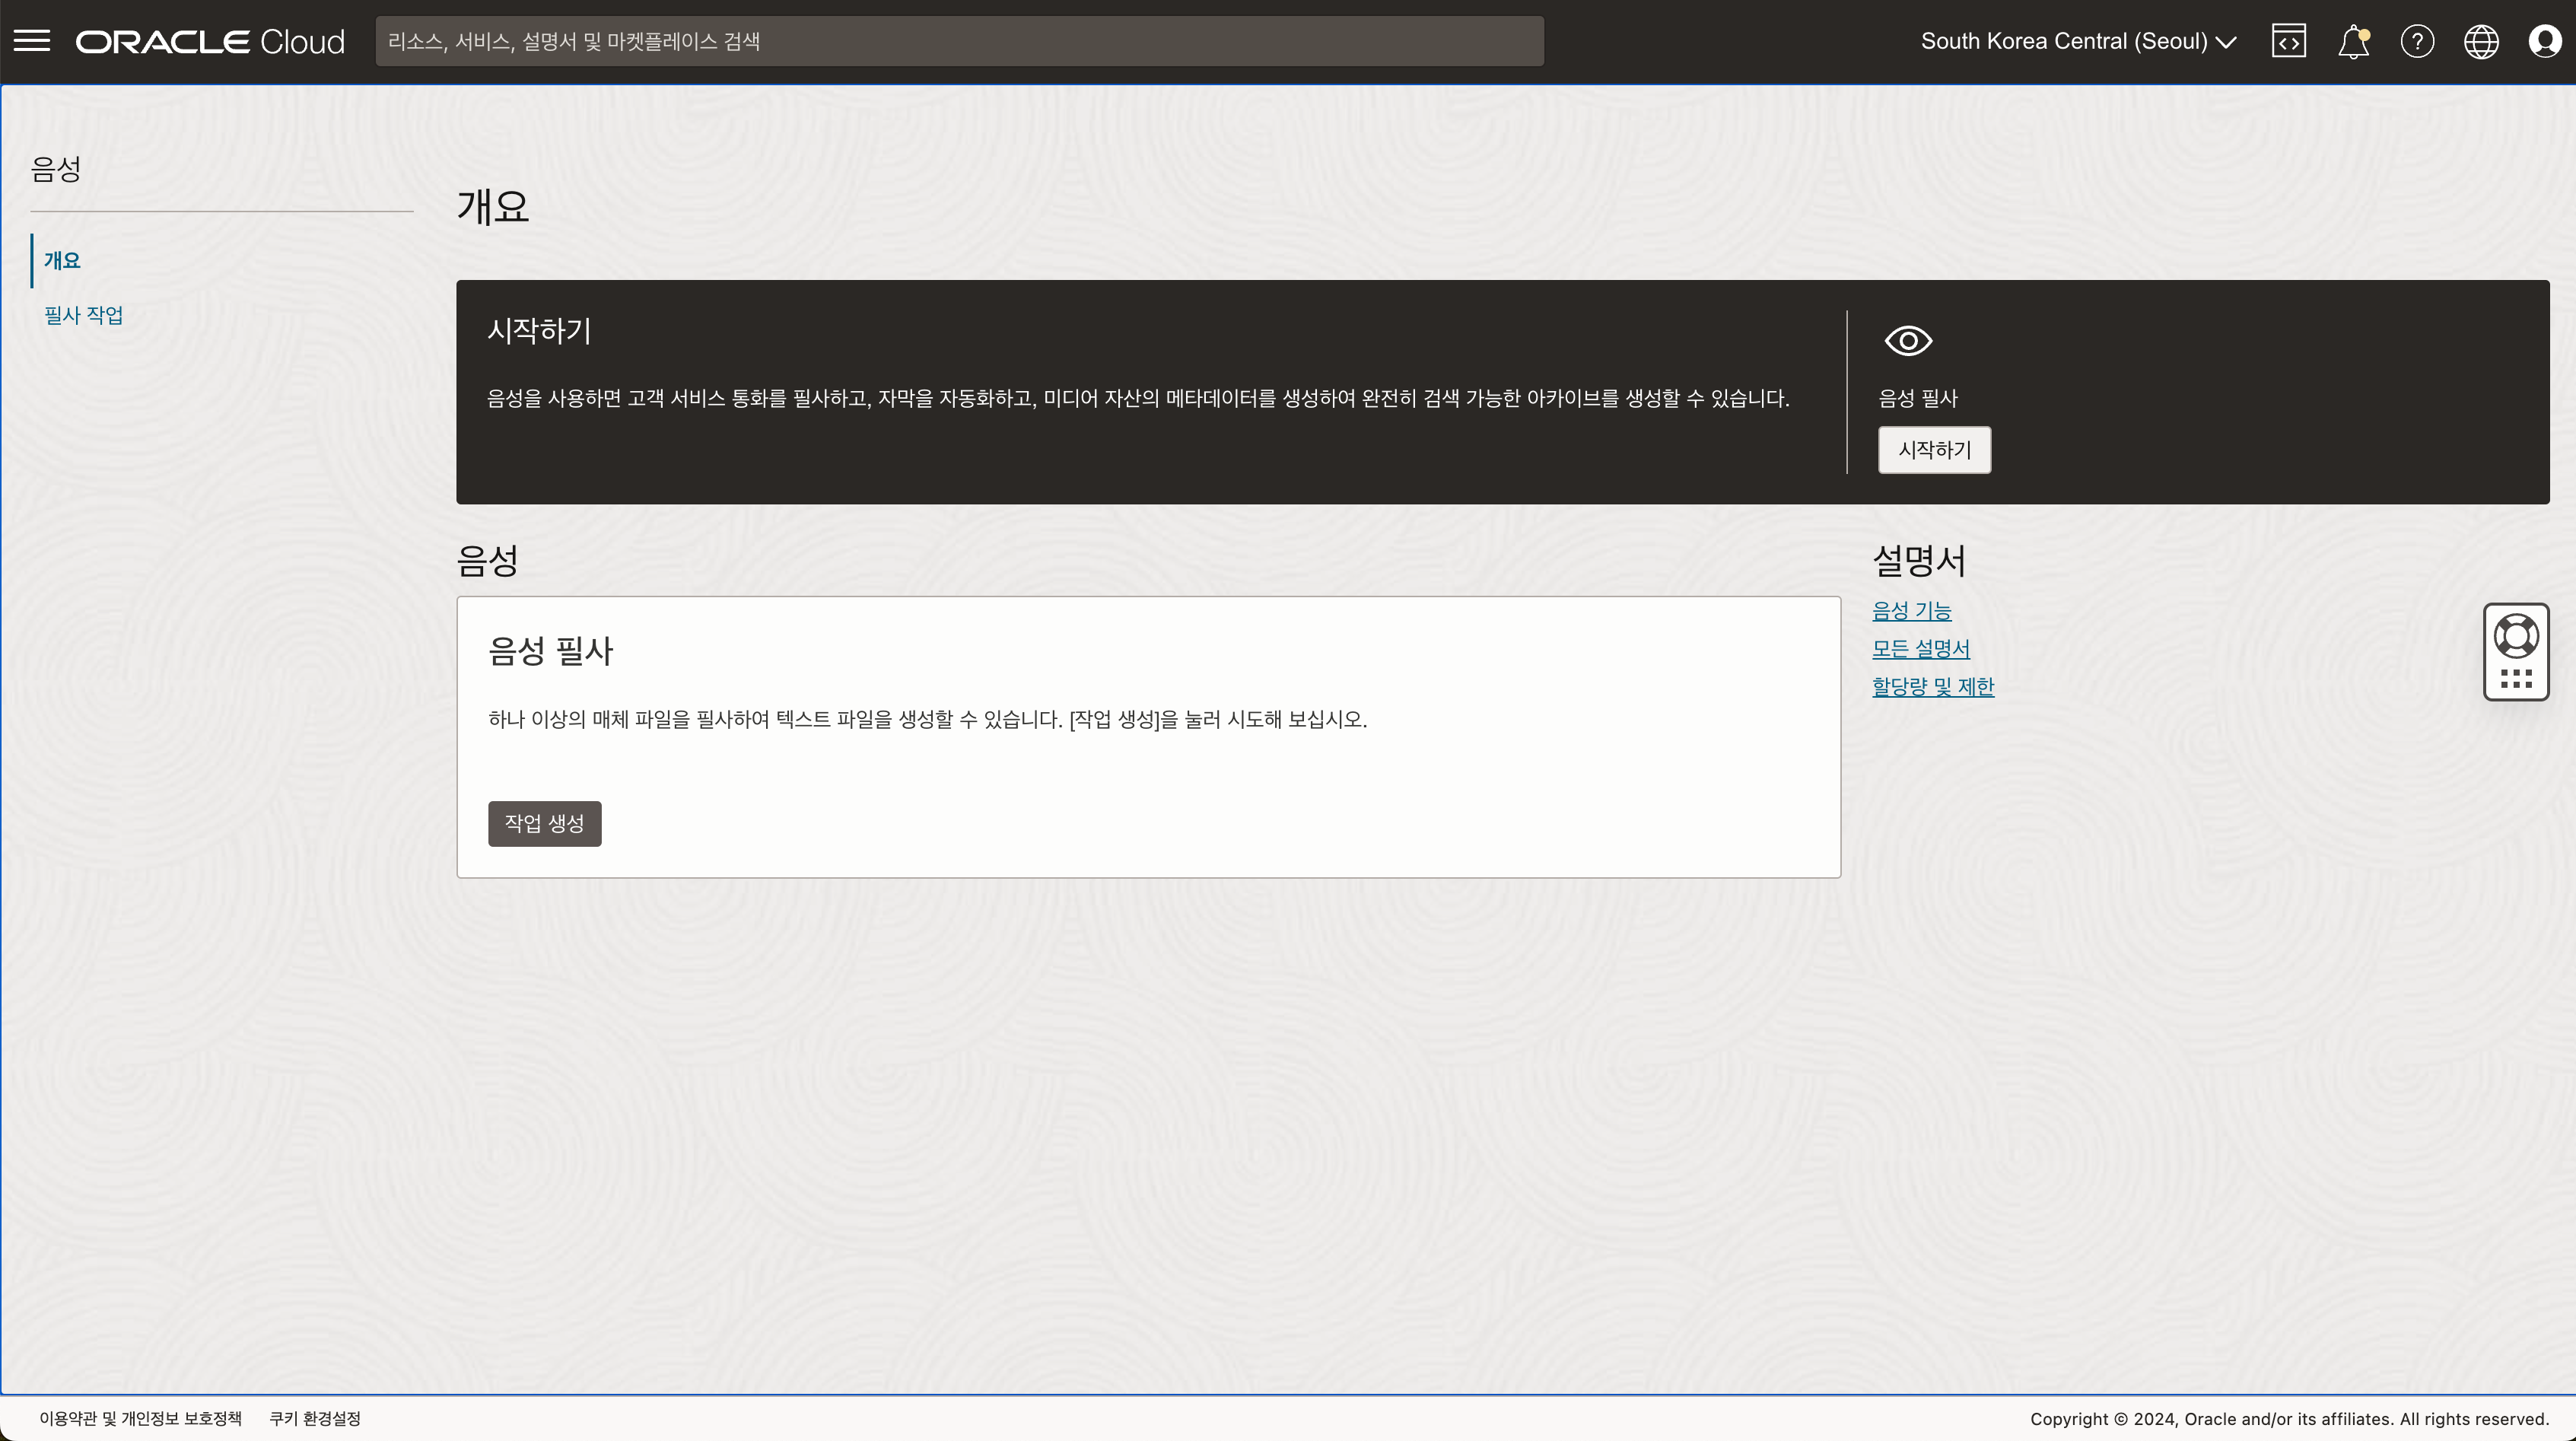 ORACLE Cloud
리소스, 서비스, 설명서 및 마켓플레이스 검색
South Korea Central (Seoul)
음성
개요
필사 작업
개요
시작하기
음성을 사용하면 고객 서비스 통화를 필사하고, 자막을 자동화하고, 미디어 자산의 메타데이터를 생성하여 완전히 검색 가능한 아카이브를 생성할 수 있습니다.
음성 필사
시작하기
음성
음성 필사
하나 이상의 매체 파일을 필사하여 텍스트 파일을 생성할 수 있습니다. [작업 생성]을 눌러 시도해 보십시오.
작업 생성
설명서
음성 기능
모든 설명서
할당량 및 제한
이용약관 및 개인정보 보호정책
쿠키 환경설정
Copyright © 2024, Oracle and/or its affiliates. All rights reserved.